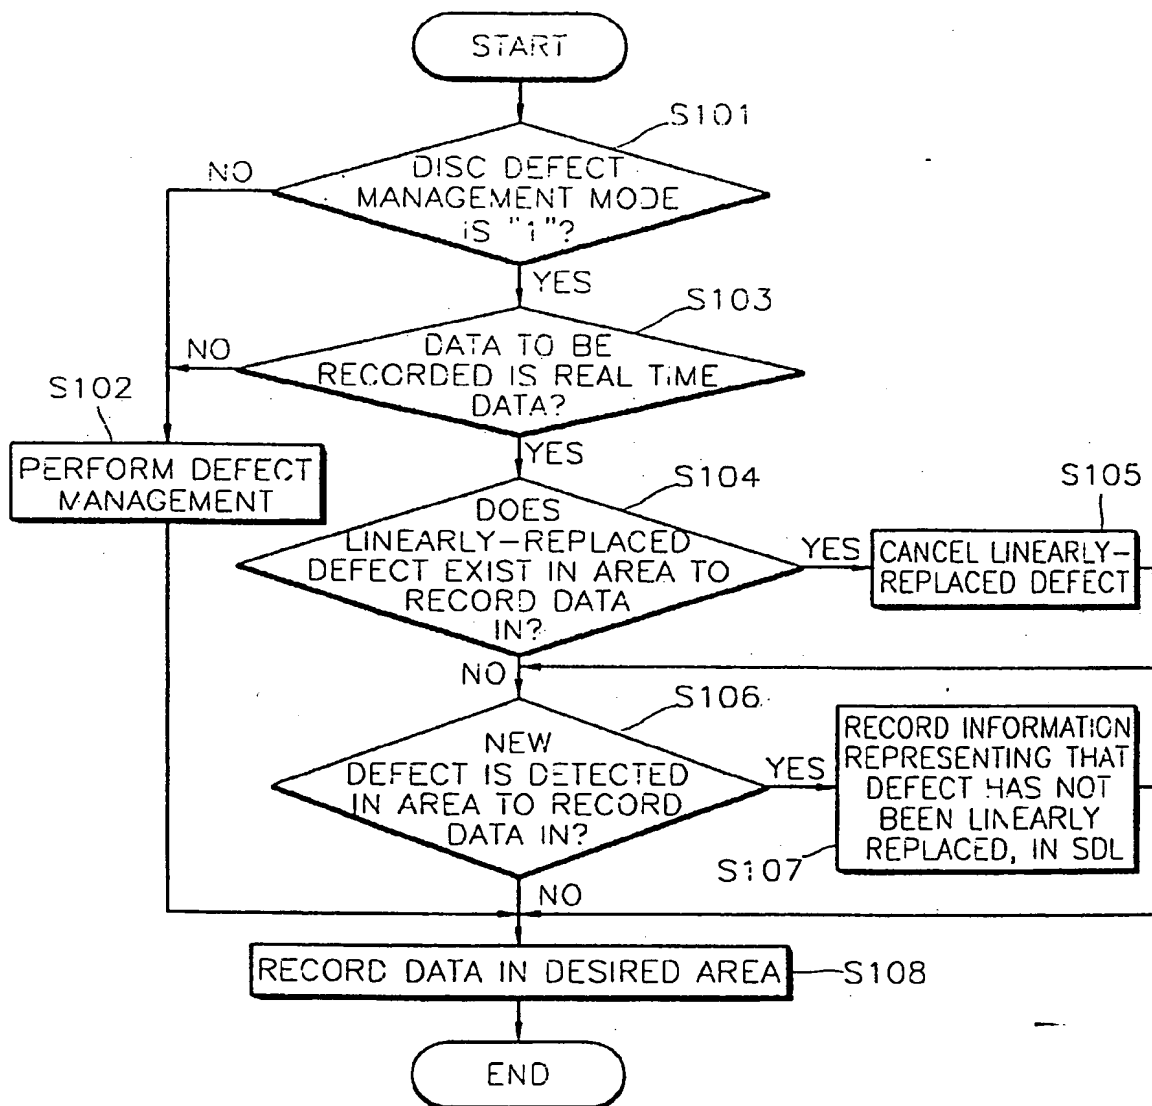 START
S101
NO
DISC DEFECT
MANAGEMENT MODE
IS "1"?
YES
S103
NO
DATA TO BE
RECORDED IS REAL TIME
DATA?
S102
YES
PERFORM DEFECT
MANAGEMENT
S104
S105
DOES
LINEARLY-REPLACED
DEFECT EXIST IN AREA TO
RECORD DATA
IN?
YES
CANCEL LINEARLY-
REPLACED DEFECT
NO
S106
NEW
DEFECT IS DETECTED
IN AREA TO RECORD
DATA IN?
YES
RECORD INFORMATION
REPRESENTING THAT
DEFECT HAS NOT
BEEN LINEARLY
REPLACED, IN SDL
S107
NO
RECORD DATA IN DESIRED AREA
S108
END